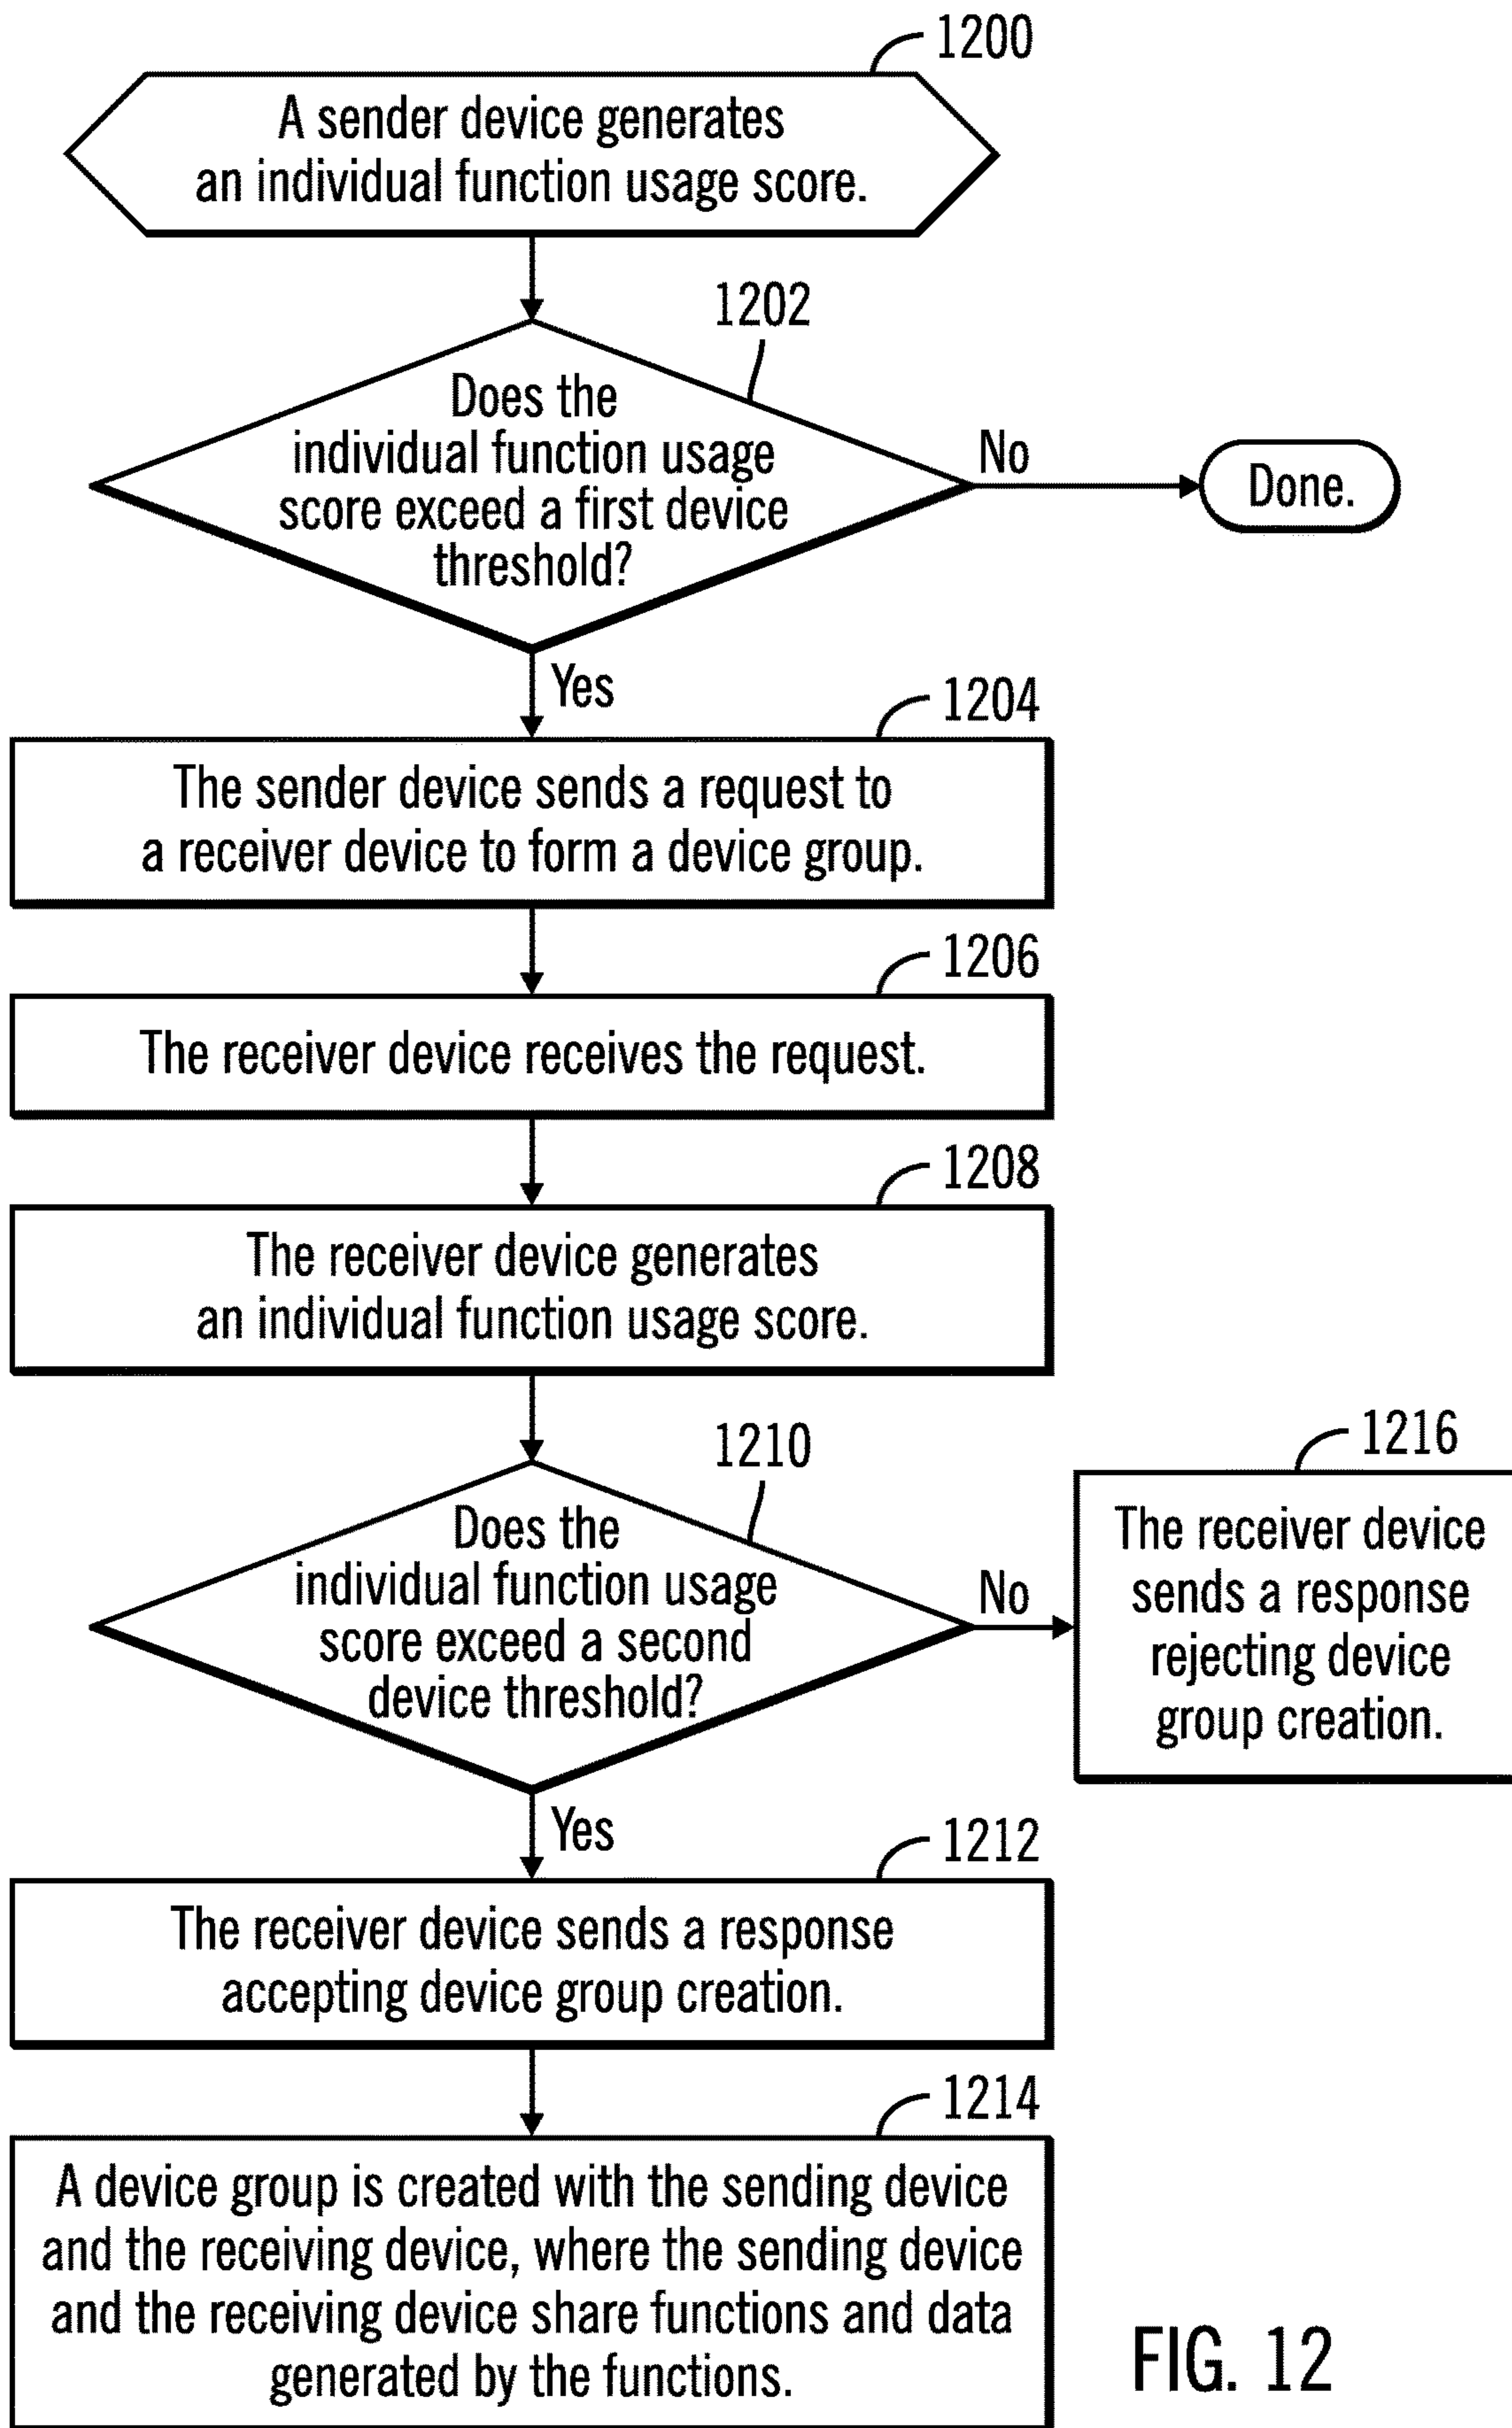 1200
A sender device generates
an individual function usage score.
1202
Does the
individual function usage
score exceed a first device
threshold?
No
Done.
Yes
1204
The sender device sends a request to
a receiver device to form a device group.
1206
The receiver device receives the request.
1208
The receiver device generates
an individual function usage score.
1210
Does the
individual function usage
score exceed a second
device threshold?
No
1216
The receiver device
sends a response
rejecting device
group creation.
Yes
1212
The receiver device sends a response
accepting device group creation.
1214
A device group is created with the sending device
and the receiving device, where the sending device
and the receiving device share functions and data
generated by the functions.
FIG. 12